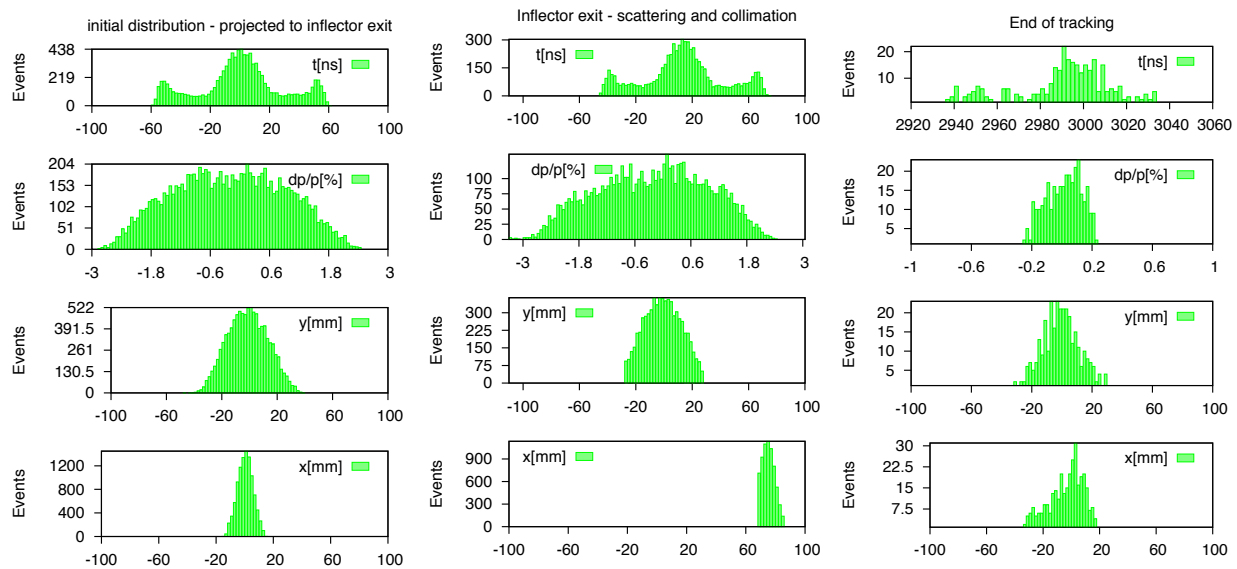 initial distribution - projected to inflector exit
Events
438
219
0
t[ns]
-100 -60 -20 20 60 100
Events
204
153
102
51
0
dp/p[%]
-3 -1.8 -0.6 0.6 1.8 3
Events
522
391.5
261
130.5
0
y[mm]
-100 -60 -20 20 60 100
Events
1200
800
400
0
x[mm]
-100 -60 -20 20 60 100
Inflector exit - scattering and collimation
Events
300
150
0
t[ns]
-100 -60 -20 20 60 100
Events
100
75
50
25
0
dp/p[%]
-3 -1.8 -0.6 0.6 1.8 3
Events
300
225
150
75
0
y[mm]
-100 -60 -20 20 60 100
Events
900
600
300
0
x[mm]
-100 -60 -20 20 60 100
End of tracking
Events
20
10
t[ns]
2920 2940 2960 2980 3000 3020 3040 3060
Events
20
15
10
5
dp/p[%]
-1 -0.6 -0.2 0.2 0.6 1
Events
20
15
10
5
y[mm]
-100 -60 -20 20 60 100
Events
30
22.5
15
7.5
x[mm]
-100 -60 -20 20 60 100